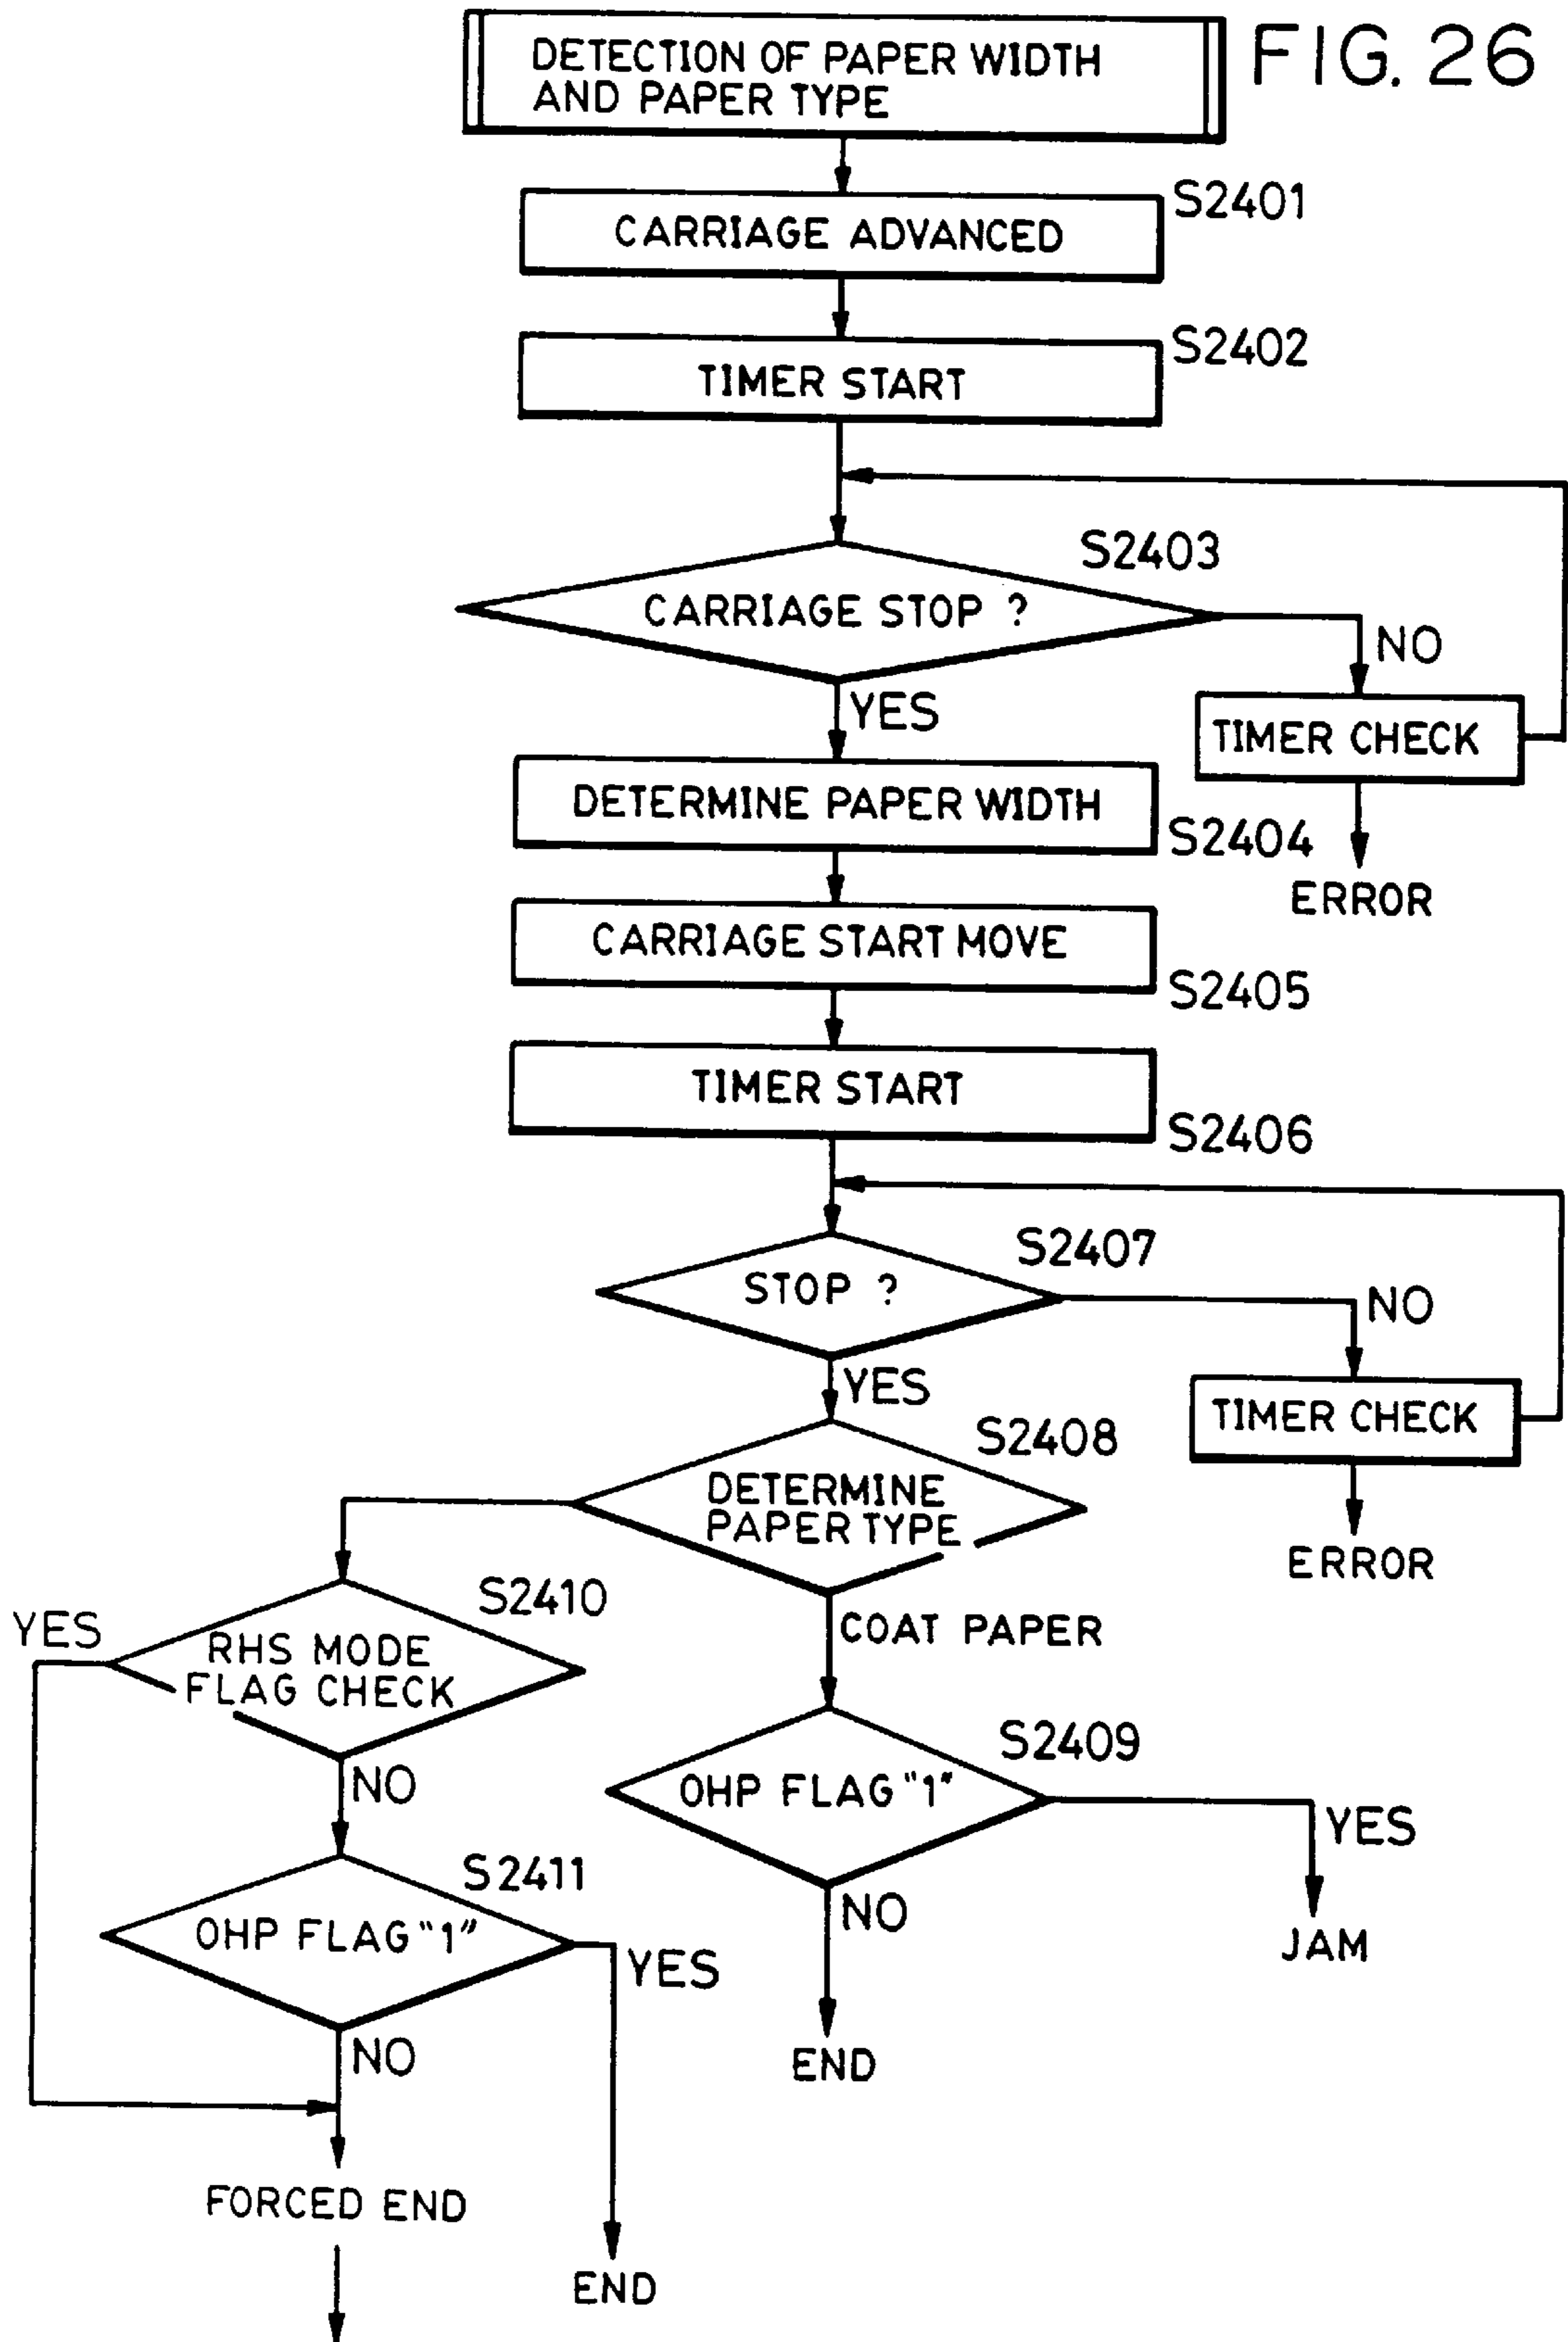 FIG. 26
DETECTION OF PAPER WIDTH
AND PAPER TYPE
S2401
CARRIAGE ADVANCED
S2402
TIMER START
S2403
CARRIAGE STOP ?
NO
YES
TIMER CHECK
DETERMINE PAPER WIDTH
S2404
ERROR
CARRIAGE START MOVE
S2405
TIMER START
S2406
S2407
STOP ?
NO
YES
TIMER CHECK
S2408
DETERMINE
PAPER TYPE
ERROR
S2410
YES
COAT PAPER
RHS MODE
FLAG CHECK
S2409
NO
OHP FLAG "1"
YES
S2411
NO
OHP FLAG "1"
YES
JAM
NO
END
FORCED END
END